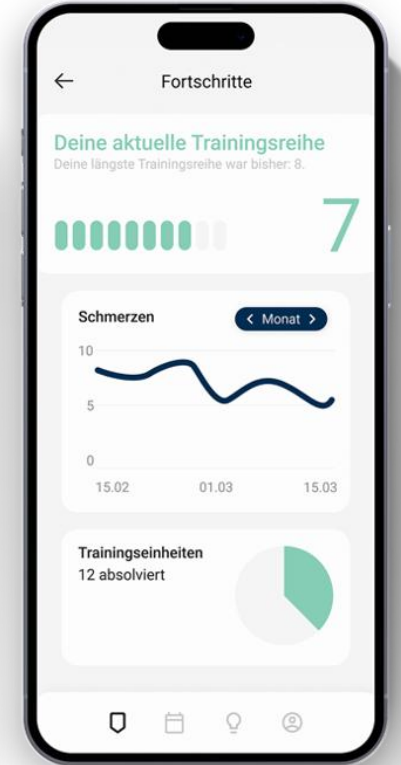 Fortschritte
Deine aktuelle Trainingsreihe
Deine längste Trainingsreihe war bisher: 8.
7
Schmerzen
< Monat >
10
5
0
15.02 01.03 15.03
Trainingseinheiten
12 absolviert